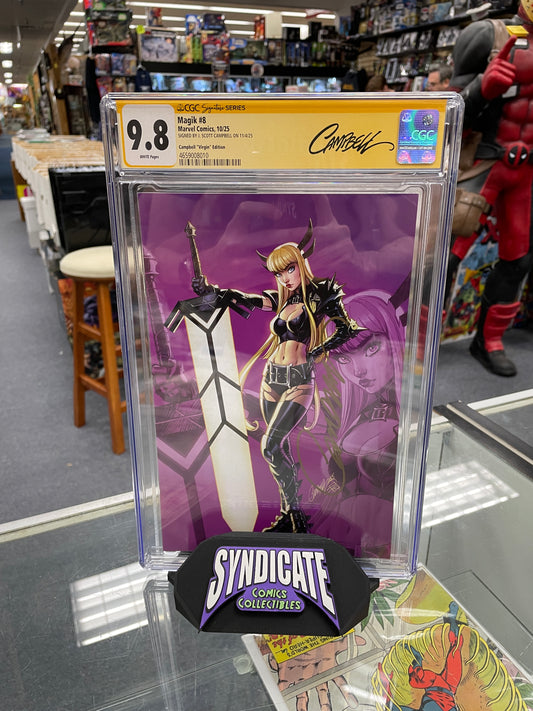 CGC Signature SERIES
9.8
WHITE Pages
Magik #8
Marvel Comics, 10/25
SIGNED BY J. SCOTT CAMPBELL ON 11/4/25
Campbell "Virgin" Edition
4659008010
CAMPBELL
CGC
SYNDICATE
COMICS
COLLECTIBLES